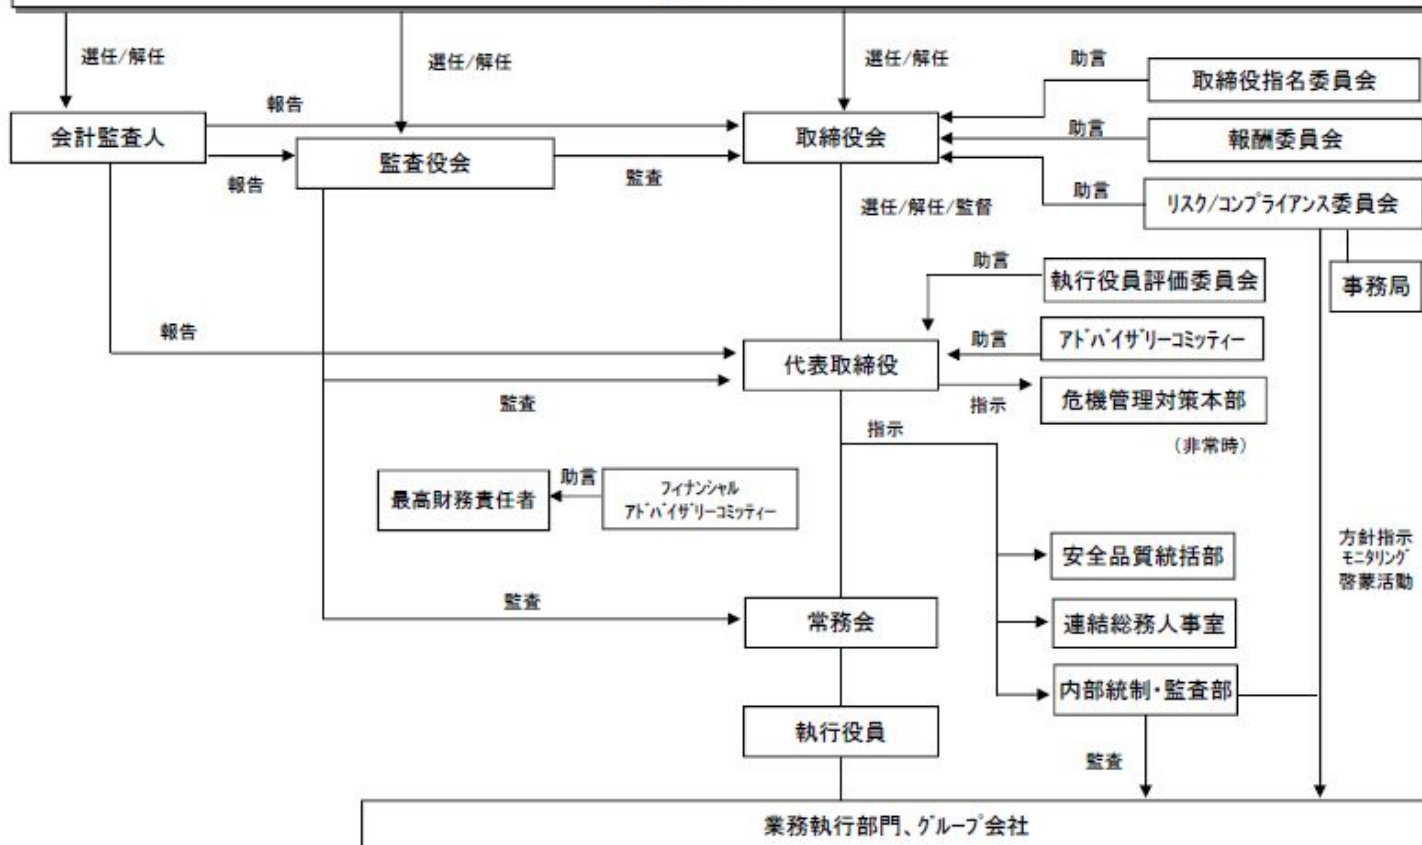 選任/解任
選任/解任
選任/解任
助言
取締役指名委員会
報告
会計監査人
取締役会
助言
報酬委員会
監査役会
報告
監査
助言
リスク/コンプライアンス委員会
選任/解任/監督
助言
執行役員評価委員会
事務局
報告
助言
アドバイザリーコミッティー
代表取締役
監査
指示
危機管理対策本部
(非常時)
指示
最高財務責任者
助言
フィナンシャル
アドバイザリーコミッティー
方針指示
モニタリング
啓蒙活動
安全品質統括部
監査
常務会
連結総務人事室
内部統制・監査部
執行役員
監査
業務執行部門、グループ会社